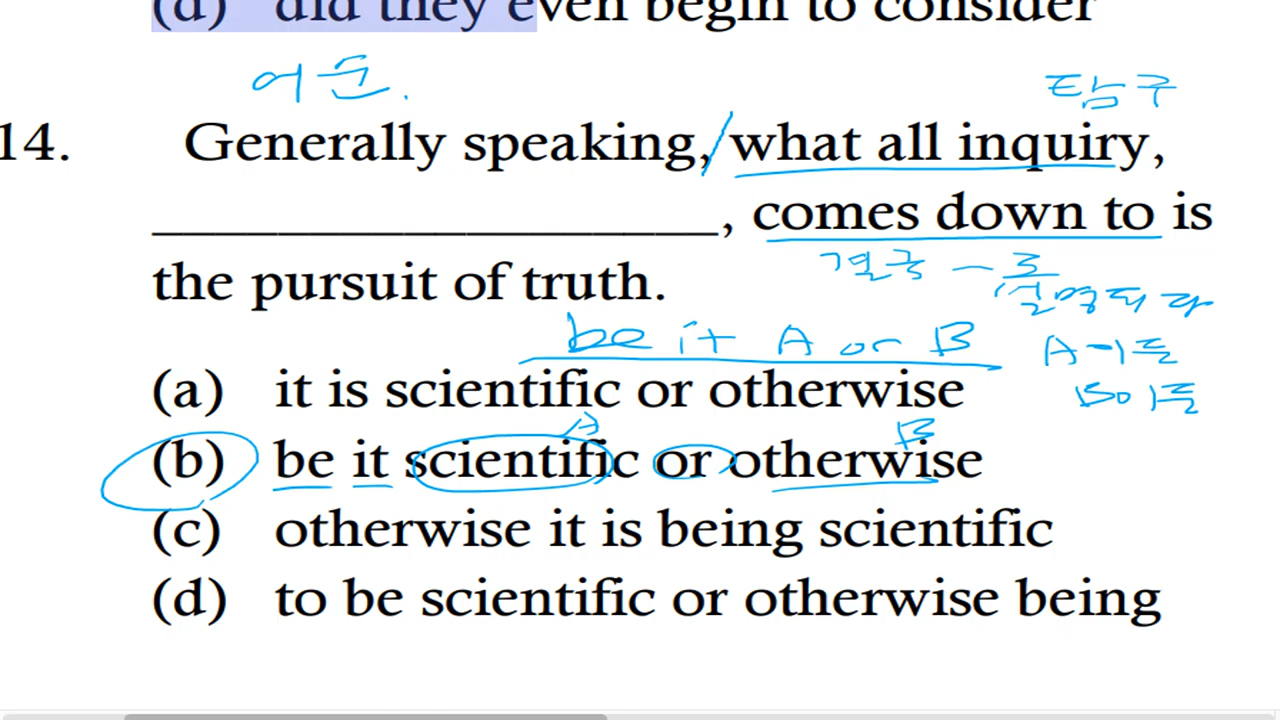 (d) did they even begin to consider
어순.
탐구
14. Generally speaking, what all inquiry,
____________________, comes down to is
결국 -로
설명되다
the pursuit of truth.
be it A or B
A이든
B이든
(a) it is scientific or otherwise
A
B
(b) be it scientific or otherwise
(c) otherwise it is being scientific
(d) to be scientific or otherwise being